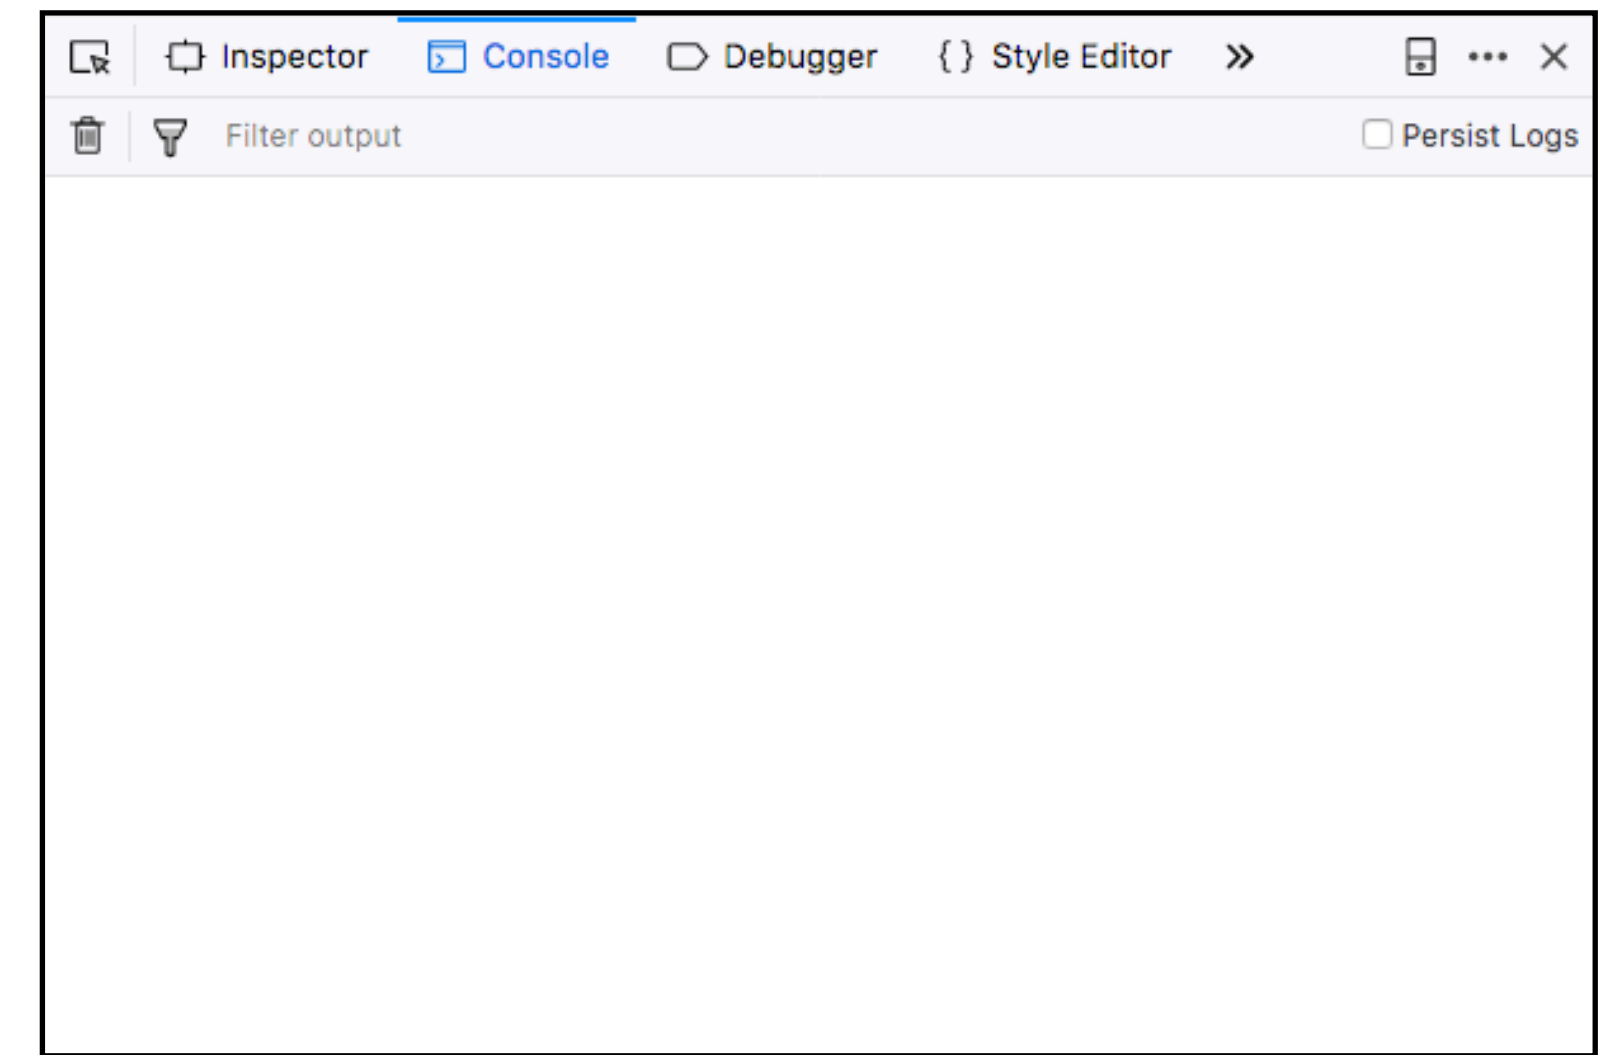 Inspector Console Debugger { } Style Editor
Filter output Persist Logs